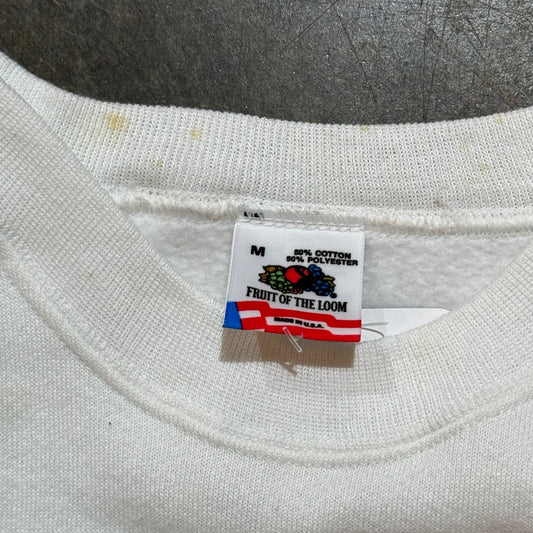 M
50% COTTON
50% POLYESTER
FRUIT OF THE LOOM
MADE IN U.S.A.